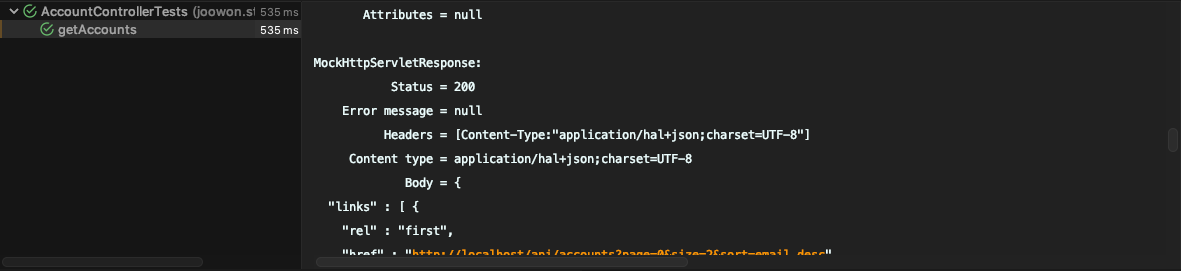 AccountControllerTests (joowon.st 535 ms
getAccounts 535 ms
Attributes = null
MockHttpServletResponse:
Status = 200
Error message = null
Headers = [Content-Type:"application/hal+json;charset=UTF-8"]
Content type = application/hal+json;charset=UTF-8
Body = {
"links" : [ {
"rel" : "first",
"href" : "http://localhost/api/accounts?page=0&size=2&sort=email,desc"